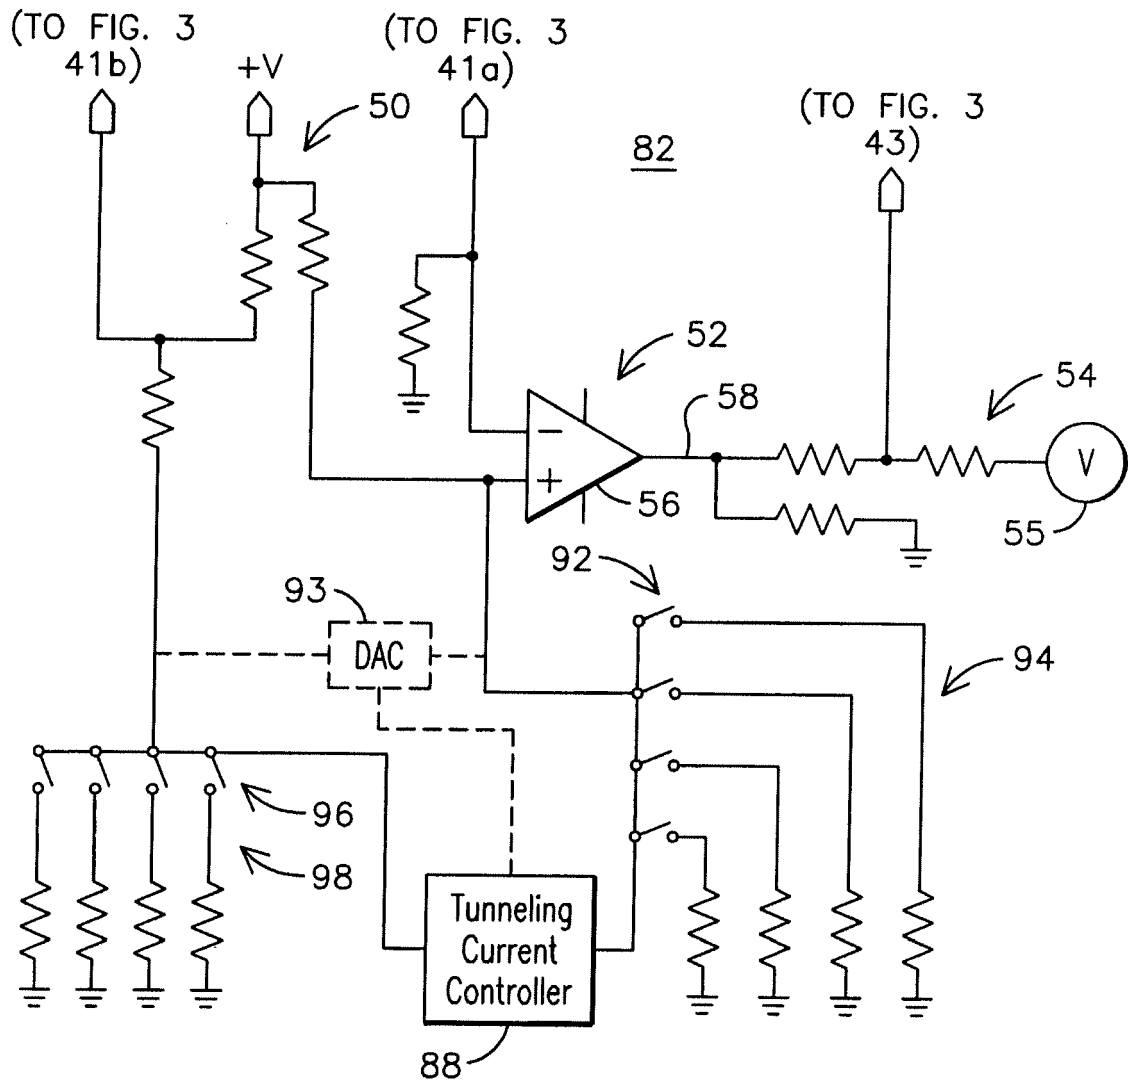 (TO FIG. 3
41b)
+V
(TO FIG. 3
41a)
50
82
(TO FIG. 3
43)
52
58
54
−
+
56
V
55
92
93
DAC
94
96
98
Tunneling
Current
Controller
88